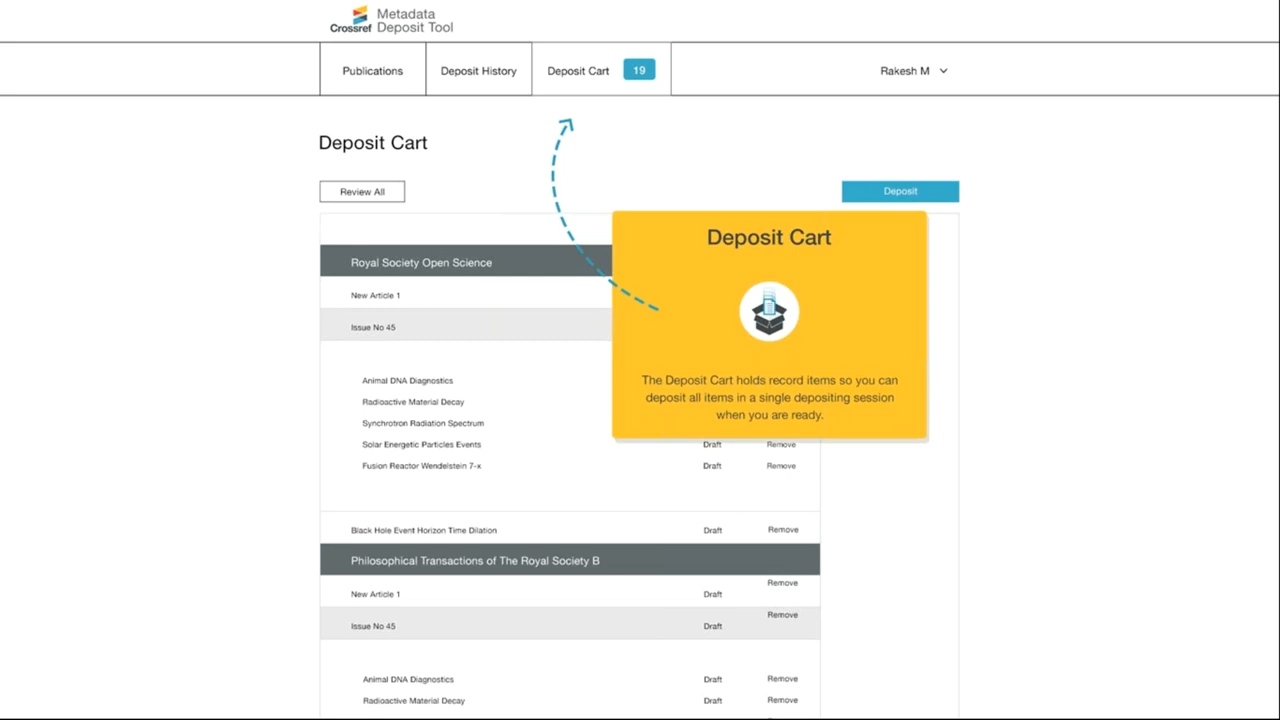 Crossref
Metadata
Deposit Tool
Publications
Deposit History
Deposit Cart 19
Rakesh M
Deposit Cart
Review All
Deposit
Royal Society Open Science
New Article 1
Issue No 45
Deposit Cart
The Deposit Cart holds record items so you can
deposit all items in a single depositing session
when you are ready.
Animal DNA Diagnostics
Radioactive Material Decay
Synchrotron Radiation Spectrum
Solar Energetic Particles Events Draft Remove
Fusion Reactor Wendelstein 7-x Draft Remove
Black Hole Event Horizon Time Dilation Draft Remove
Philosophical Transactions of The Royal Society B
New Article 1 Draft Remove
Issue No 45 Draft Remove
Animal DNA Diagnostics Draft Remove
Radioactive Material Decay Draft Remove